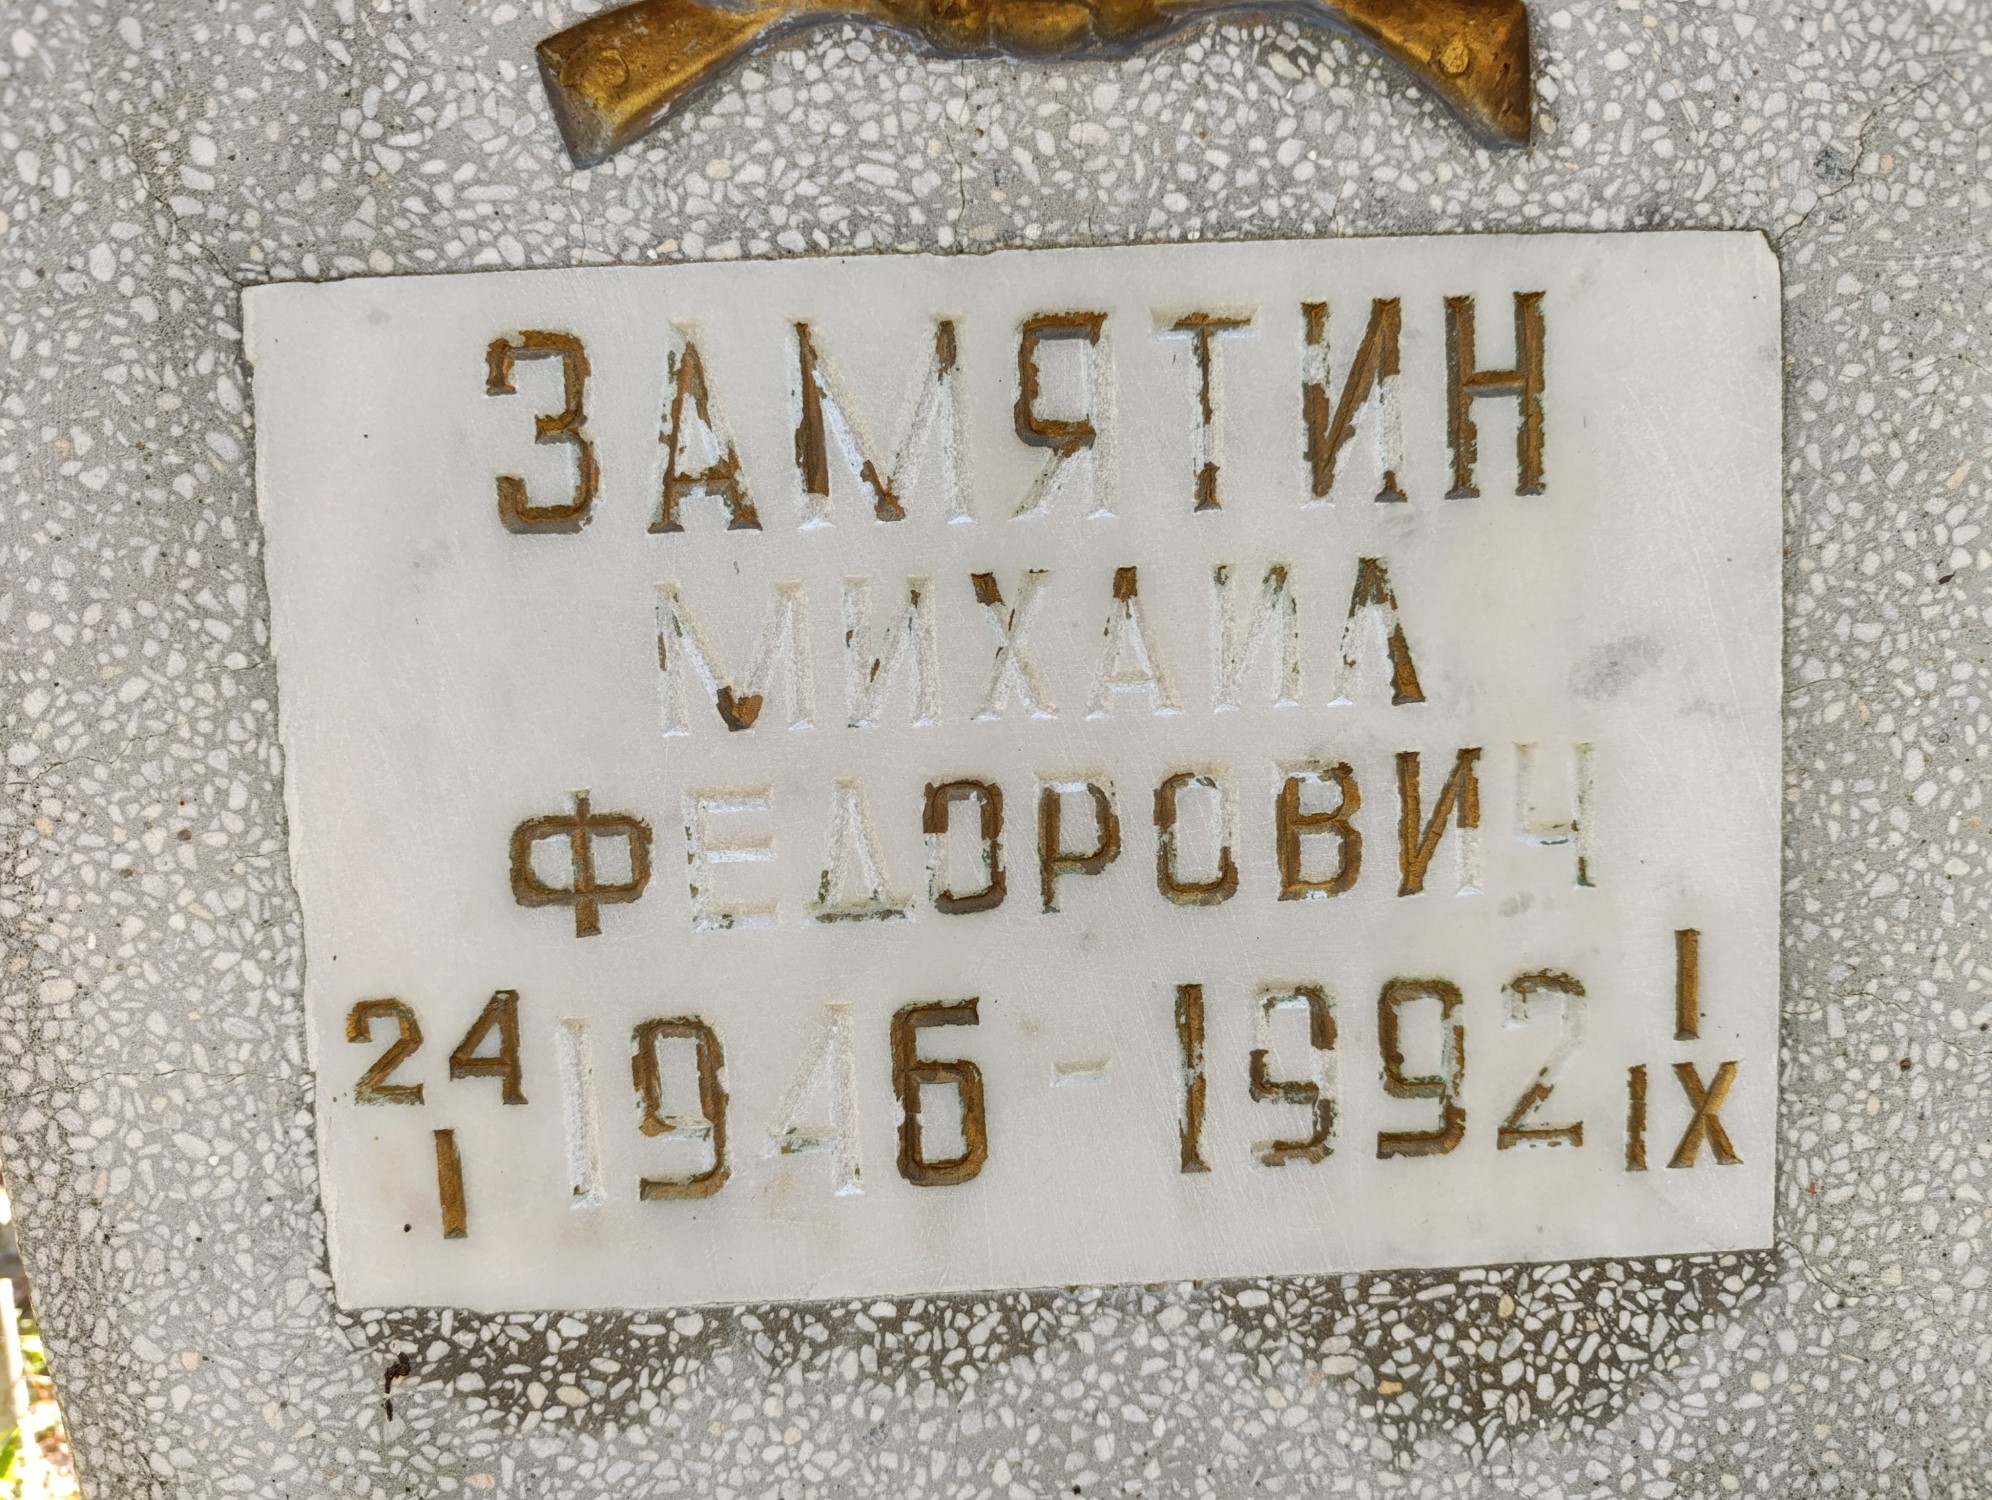 ЗАМЯТИН
МИХАИЛ
ФЕДОРОВИЧ
24 I 1946 - 1992 I IX